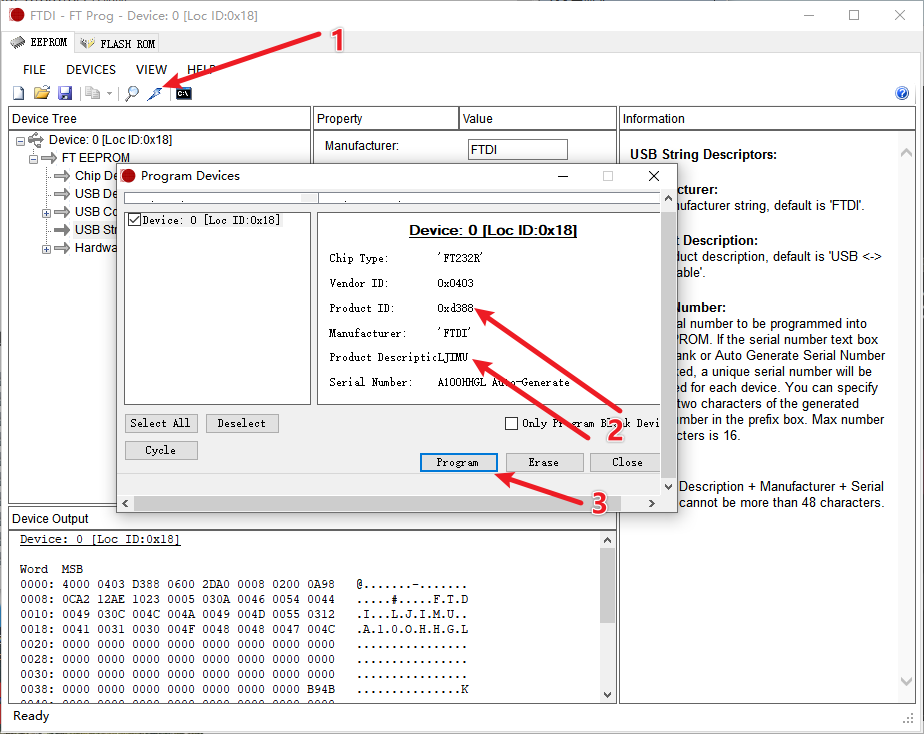 FTDI - FT Prog - Device: 0 [Loc ID:0x18]
1
EEPROM
FLASH ROM
FILE DEVICES VIEW HELP
C:\
Device Tree
Property
Value
Information
Device: 0 [Loc ID:0x18]
FT EEPROM
Chip De
USB De
USB Co
USB Str
Hardwa
Manufacturer:
FTDI
USB String Descriptors:
cturer:
nufacturer string, default is 'FTDI'.
t Description:
duct description, default is 'USB <->
able'.
Number:
al number to be programmed into
PROM. If the serial number text box
ank or Auto Generate Serial Number
ted, a unique serial number will be
ed for each device. You can specify
two characters of the generated
umber in the prefix box. Max number
cters is 16.
Description + Manufacturer + Serial
cannot be more than 48 characters.
Program Devices
Device: 0 [Loc ID:0x18]
Device: 0 [Loc ID:0x18]
Chip Type: 'FT232R'
Vendor ID: 0x0403
Product ID: 0xd388
Manufacturer: 'FTDI'
Product Descriptic LJIMU
Serial Number: A100HHGL Auto-Generate
Select All
Deselect
Only Program Blank Devi
2
Cycle
Program
Erase
Close
3
Device Output
Device: 0 [Loc ID:0x18]
Word MSB
0000: 4000 0403 D388 0600 2DA0 0008 0200 0A98 @.......-.......
0008: 0CA2 12AE 1023 0005 030A 0046 0054 0044 .....#.....F.T.D
0010: 0049 030C 004C 004A 0049 004D 0055 0312 .I...L.J.I.M.U..
0018: 0041 0031 0030 004F 0048 0048 0047 004C .A.1.0.O.H.H.G.L
0020: 0000 0000 0000 0000 0000 0000 0000 0000 ................
0028: 0000 0000 0000 0000 0000 0000 0000 0000 ................
0030: 0000 0000 0000 0000 0000 0000 0000 0000 ................
0038: 0000 0000 0000 0000 0000 0000 0000 B94B ...............K
Ready